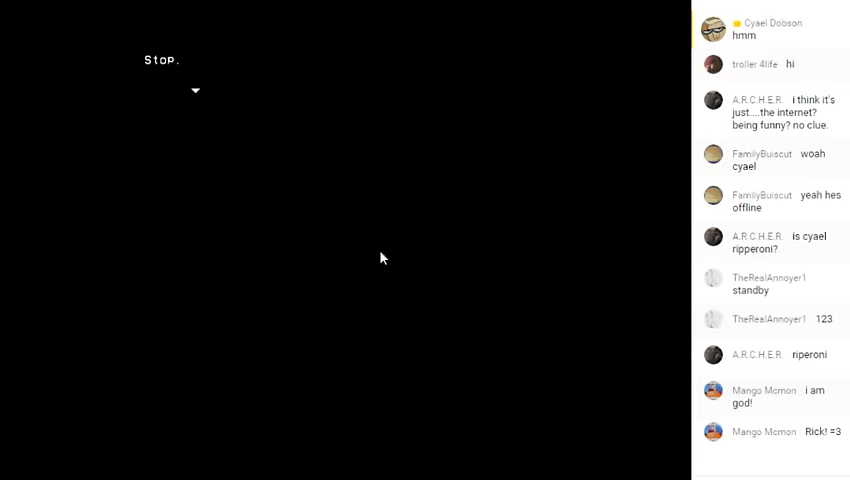 Stop.
Cyael Dobson
hmm
troller 4life hi
A.R.C.H.E.R. i think it's
just....the internet?
being funny? no clue.
FamilyBuiscut woah
cyael
FamilyBuiscut yeah hes
offline
A.R.C.H.E.R. is cyael
ripperoni?
TheRealAnnoyer1
standby
TheRealAnnoyer1 123
A.R.C.H.E.R. riperoni
Mango Mcmon i am
god!
Mango Mcmon Rick! =3